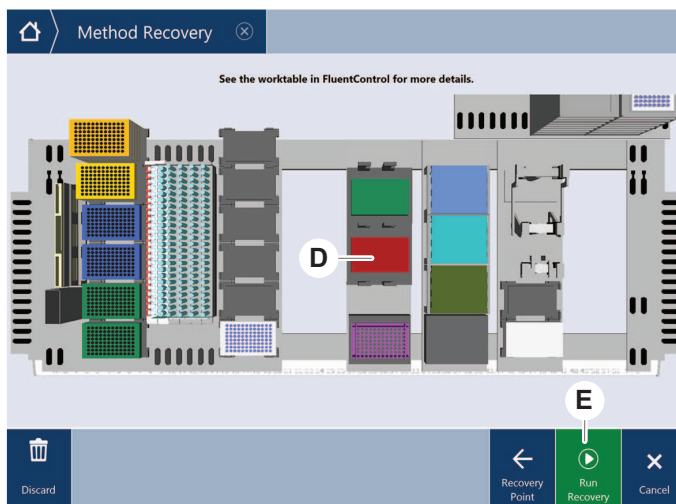 Method Recovery
See the worktable in FluentControl for more details.
D
E
Discard
Recovery
Point
Run
Recovery
Cancel